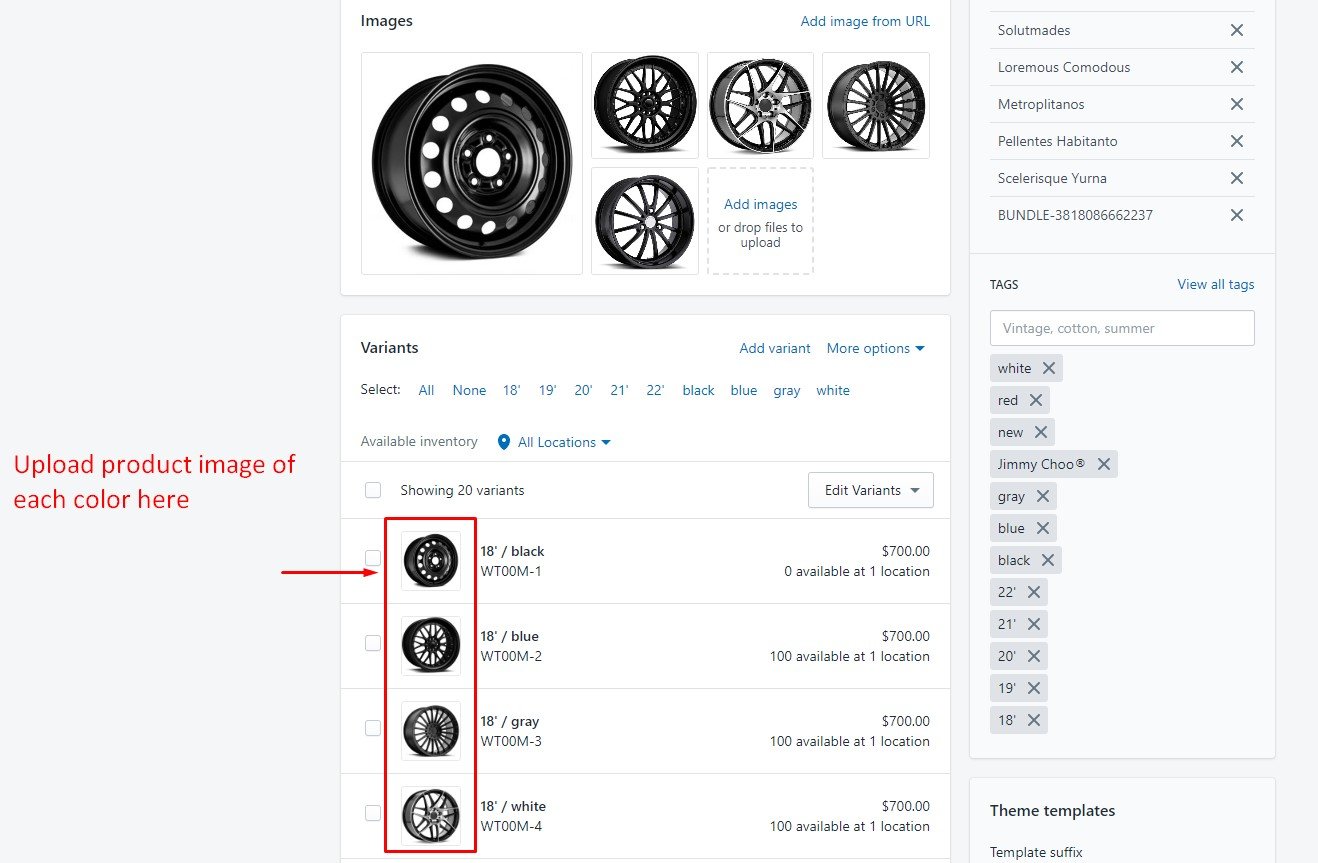 Images
Add image from URL
Add images
or drop files to
upload
Variants
Add variant
More options
Select: All None 18' 19' 20' 21' 22' black blue gray white
Available inventory
All Locations
Showing 20 variants
Edit Variants
Upload product image of
each color here
18' / black
$700.00
WT00M-1
0 available at 1 location
18' / blue
$700.00
WT00M-2
100 available at 1 location
18' / gray
$700.00
WT00M-3
100 available at 1 location
18' / white
$700.00
WT00M-4
100 available at 1 location
Solutmades
Loremous Comodous
Metroplitanos
Pellentes Habitanto
Scelerisque Yurna
BUNDLE-3818086662237
TAGS
View all tags
Vintage, cotton, summer
white
red
new
Jimmy Choo®
gray
blue
black
22'
21'
20'
19'
18'
Theme templates
Template suffix